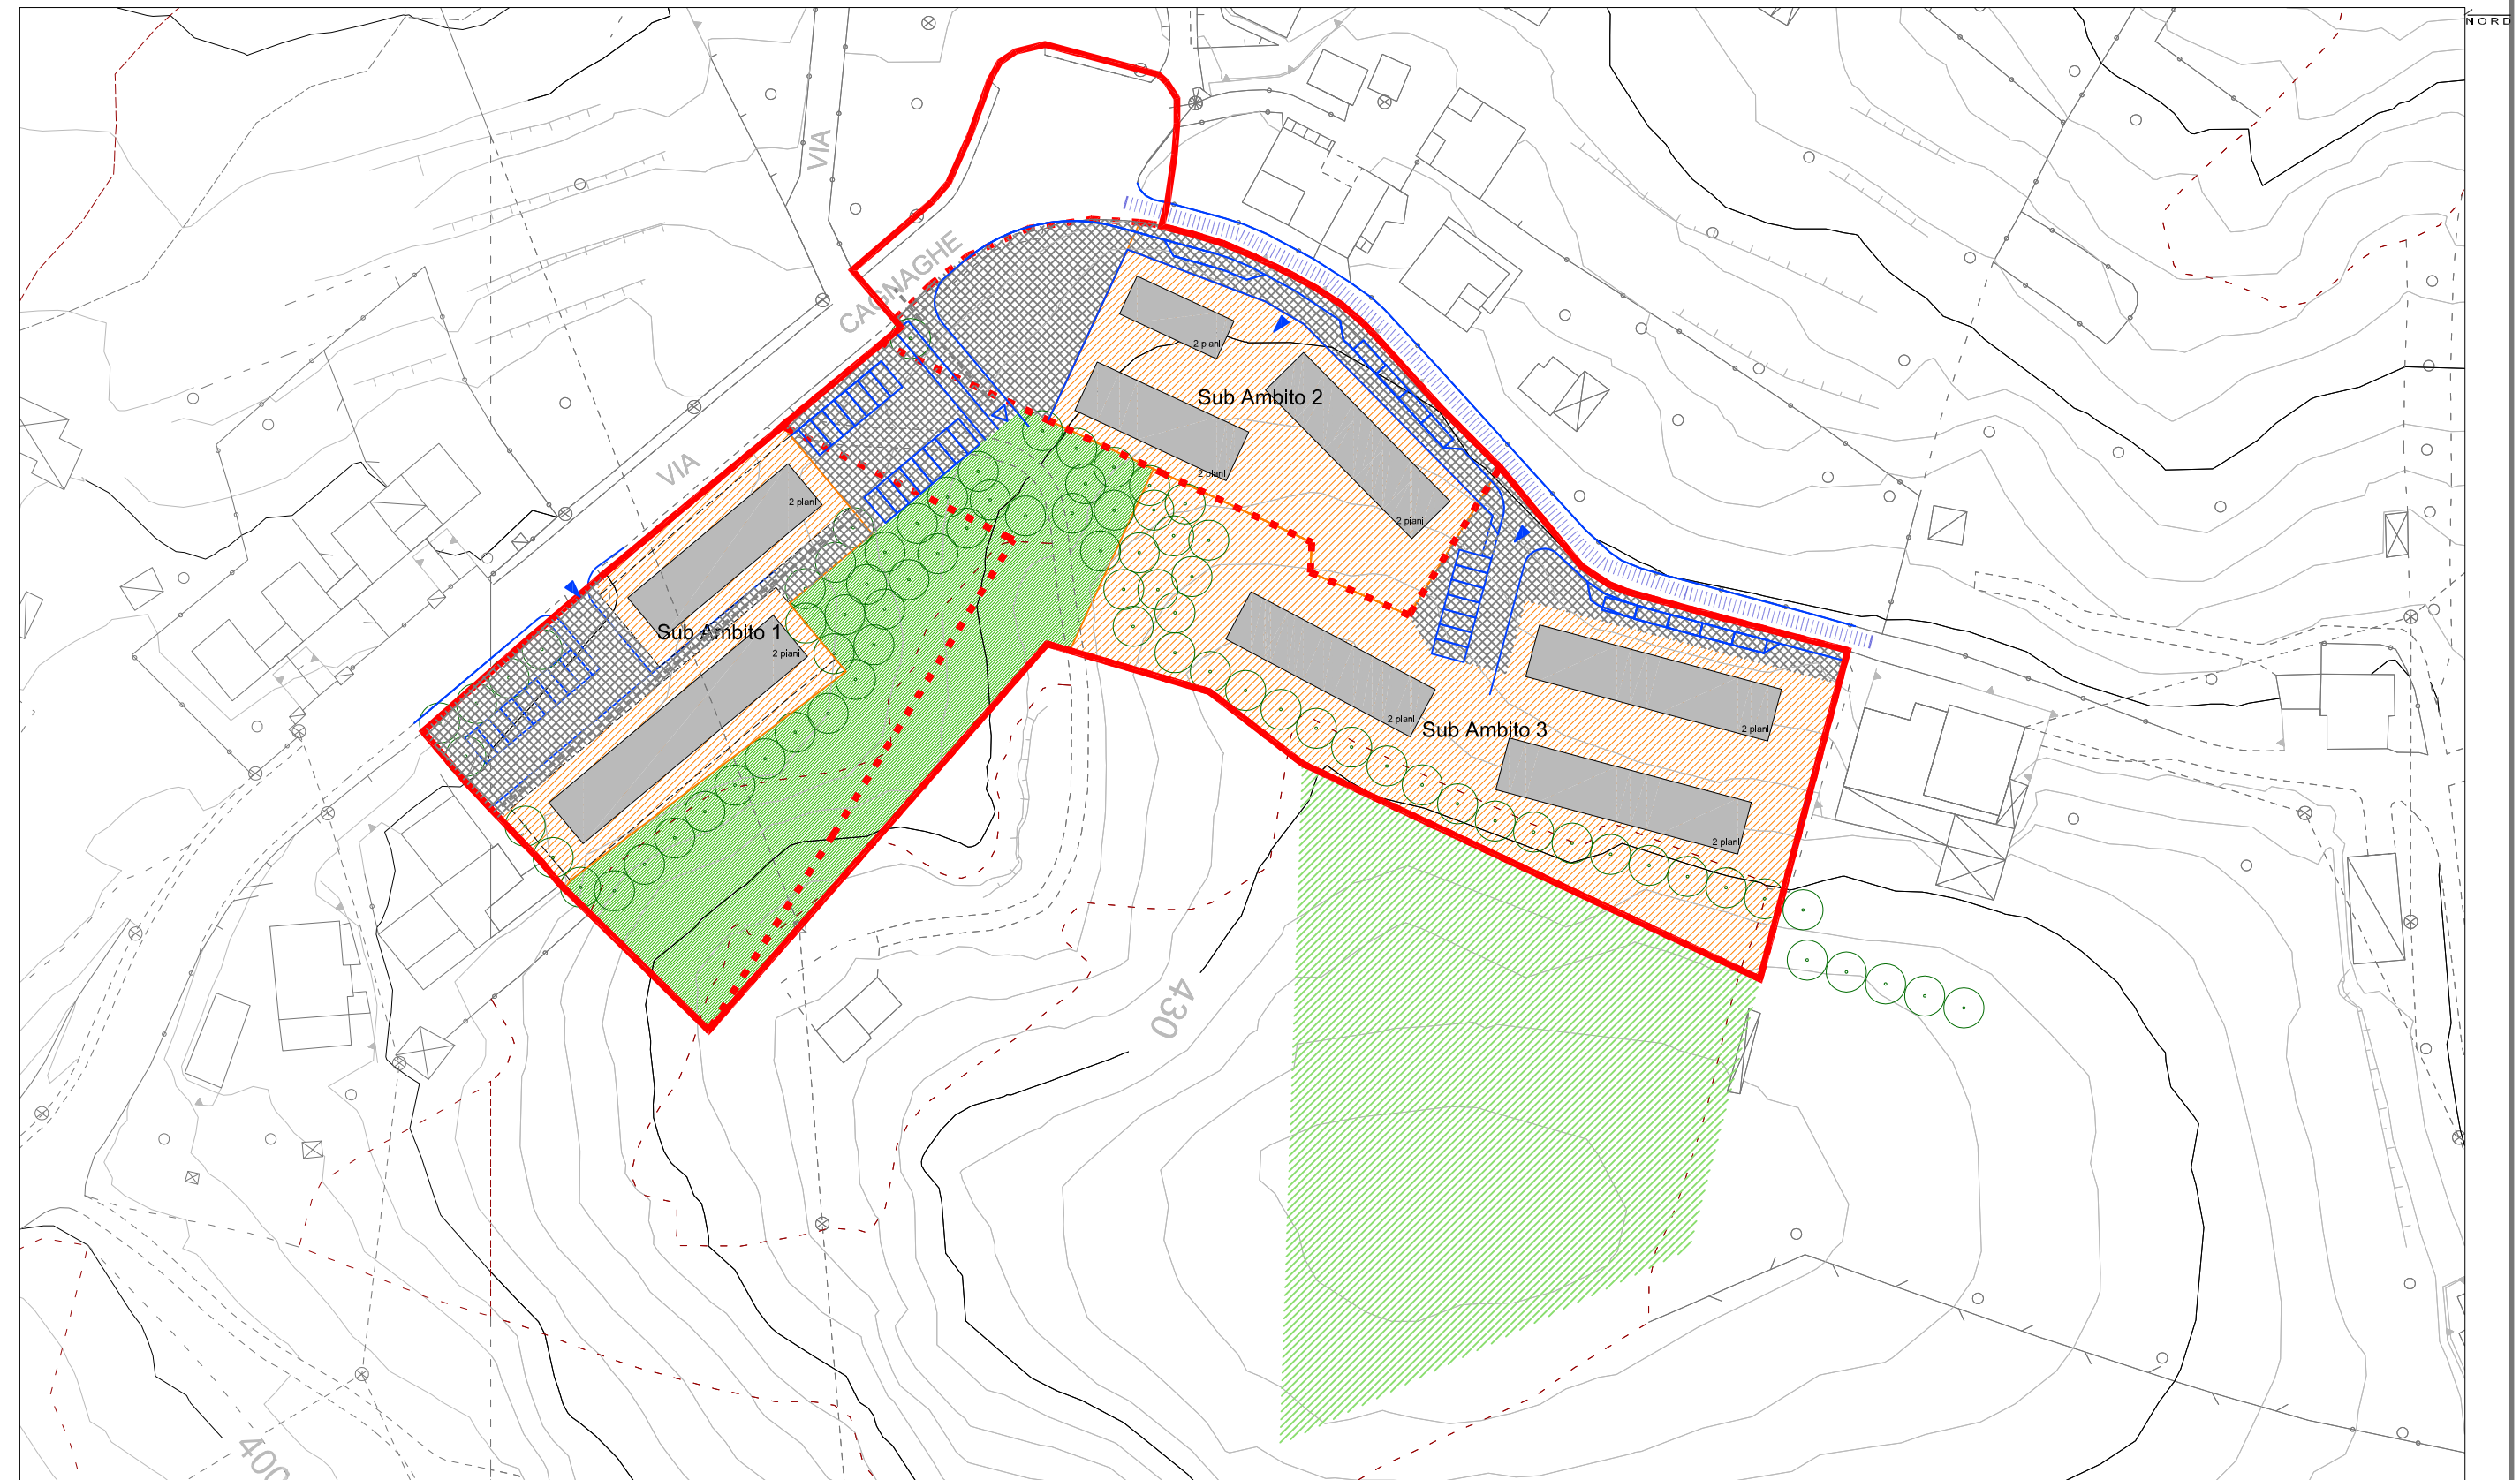 NORD
VIA
CAGNAGHE
2 piani
Sub Ambito 2
VIA
2 piani
2 piani
2 piani
Sub Ambito 1
2 piani
2 piani
Sub Ambito 3
2 piani
2 piani
430
400